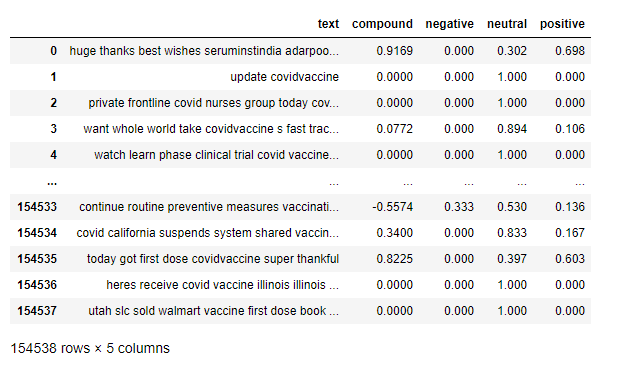 text compound negative neutral positive
0 huge thanks best wishes seruminstindia adarpoo... 0.9169 0.000 0.302 0.698
1 update covidvaccine 0.0000 0.000 1.000 0.000
2 private frontline covid nurses group today cov... 0.0000 0.000 1.000 0.000
3 want whole world take covidvaccine s fast trac... 0.0772 0.000 0.894 0.106
4 watch learn phase clinical trial covid vaccine... 0.0000 0.000 1.000 0.000
... ... ... ... ... ...
154533 continue routine preventive measures vaccinati... -0.5574 0.333 0.530 0.136
154534 covid california suspends system shared vaccin... 0.3400 0.000 0.833 0.167
154535 today got first dose covidvaccine super thankful 0.8225 0.000 0.397 0.603
154536 heres receive covid vaccine illinois illinois ... 0.0000 0.000 1.000 0.000
154537 utah slc sold walmart vaccine first dose book ... 0.0000 0.000 1.000 0.000
154538 rows × 5 columns